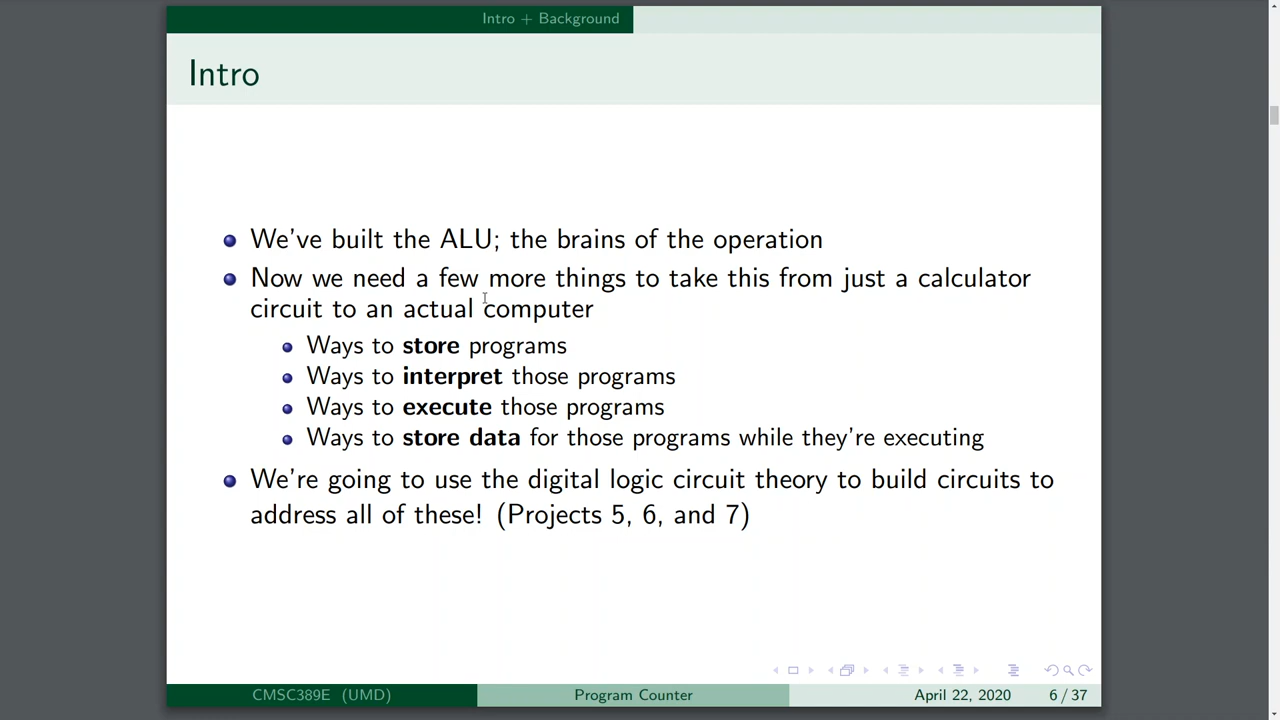 Intro + Background
Intro
We've built the ALU; the brains of the operation
Now we need a few more things to take this from just a calculator
circuit to an actual computer
Ways to store programs
Ways to interpret those programs
Ways to execute those programs
Ways to store data for those programs while they're executing
We're going to use the digital logic circuit theory to build circuits to
address all of these! (Projects 5, 6, and 7)
CMSC389E (UMD)
Program Counter
April 22, 2020
6 / 37